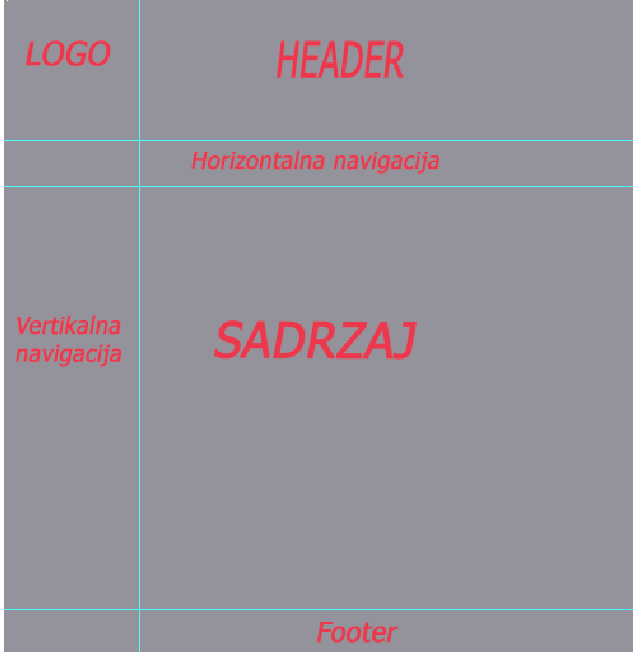 LOGO
HEADER
Horizontalna navigacija
Vertikalna
navigacija
SADRZAJ
Footer